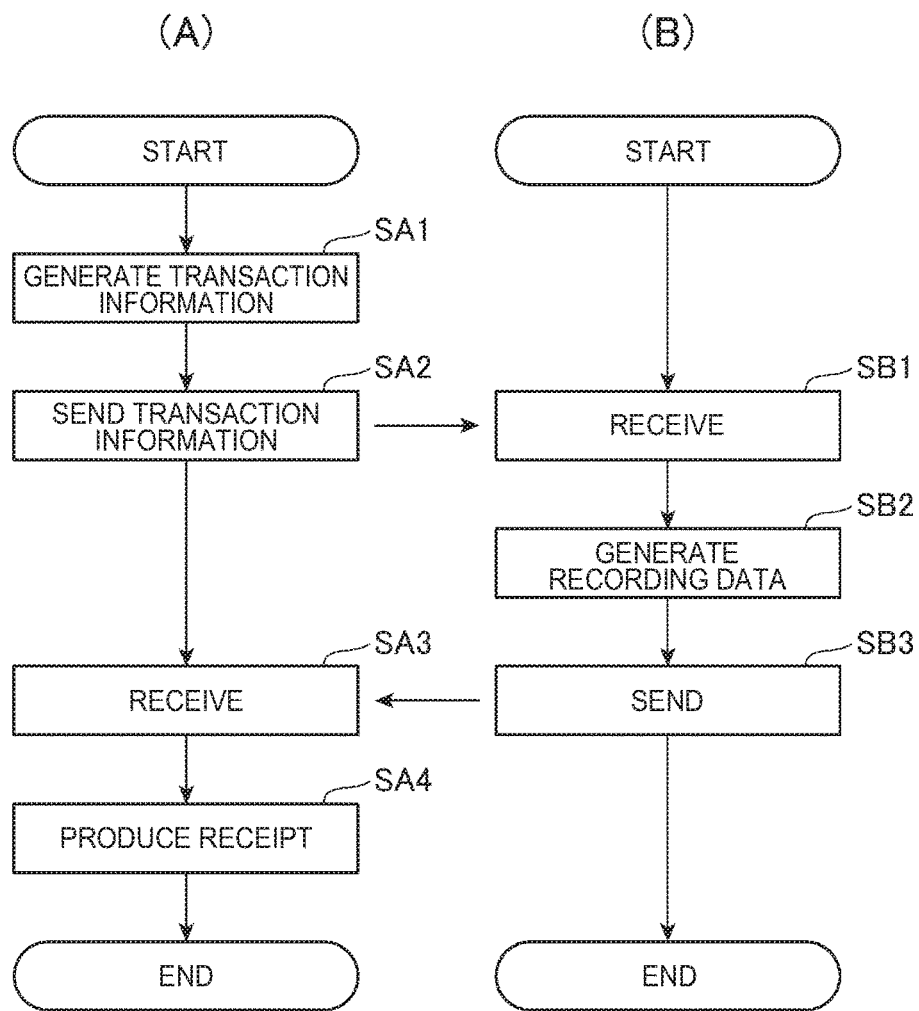 (A)
START
SA1
GENERATE TRANSACTION
INFORMATION
SA2
SEND TRANSACTION
INFORMATION
SA3
RECEIVE
SA4
PRODUCE RECEIPT
END
(B)
START
SB1
RECEIVE
SB2
GENERATE
RECORDING DATA
SB3
SEND
END